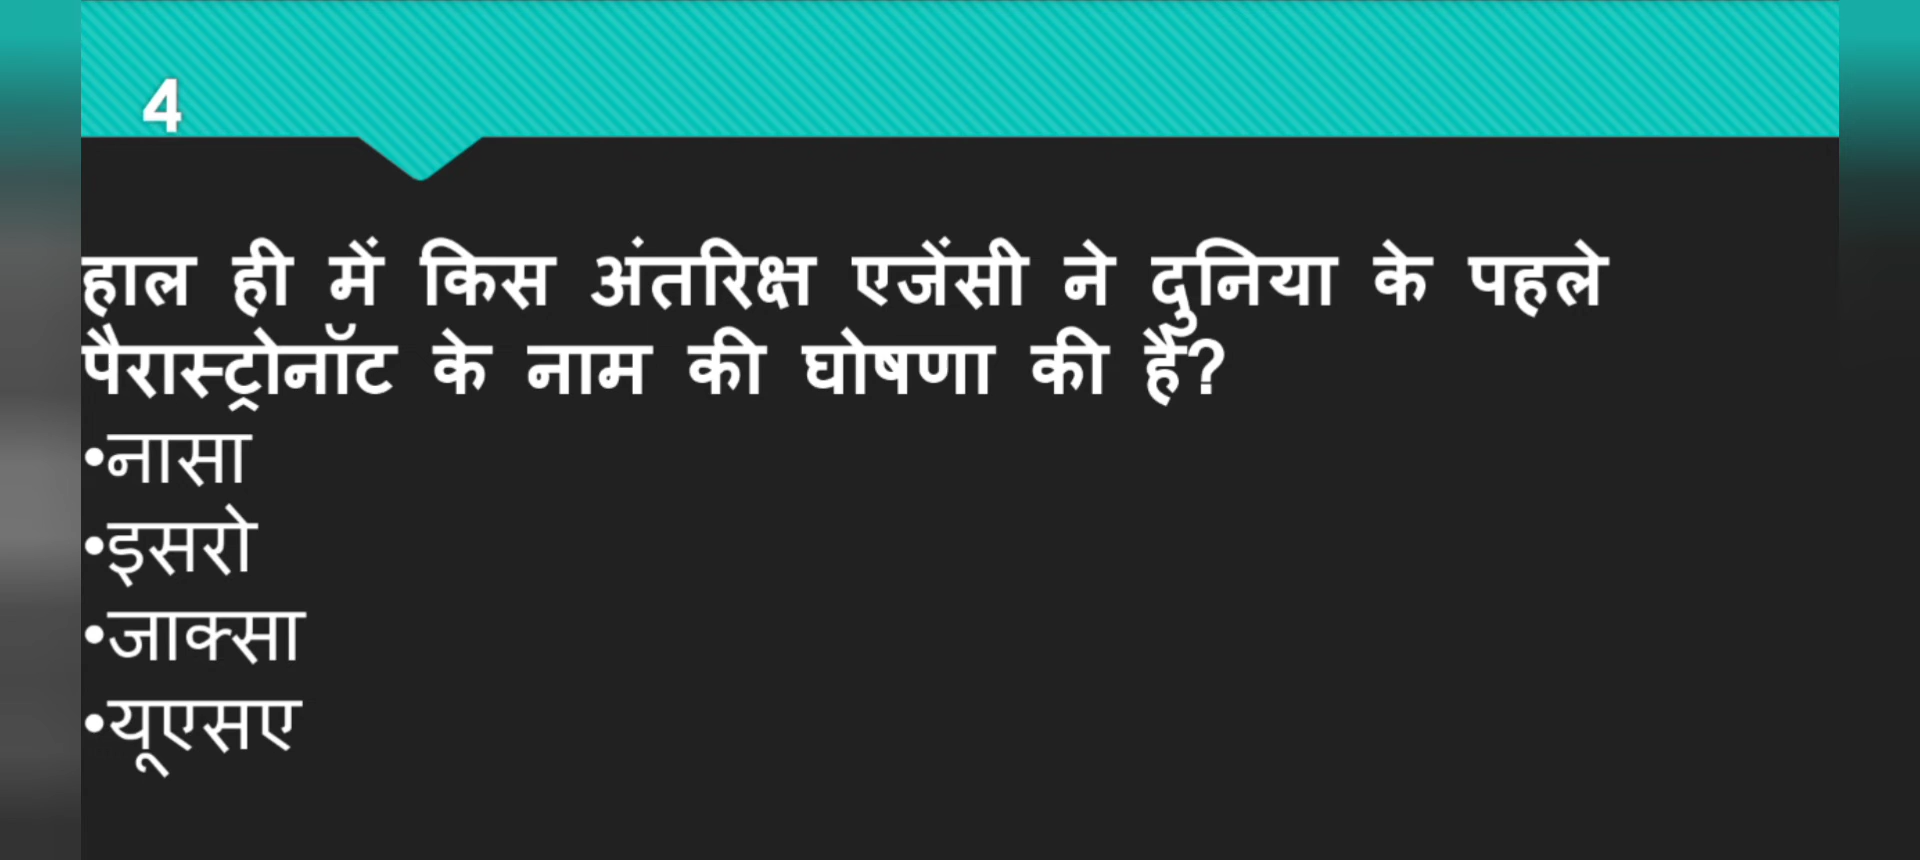 4
हाल ही में किस अंतरिक्ष एजेंसी ने दुनिया के पहले
पैरास्ट्रोनॉट के नाम की घोषणा की है?
•नासा
•इसरो
•जाक्सा
•यूएसए